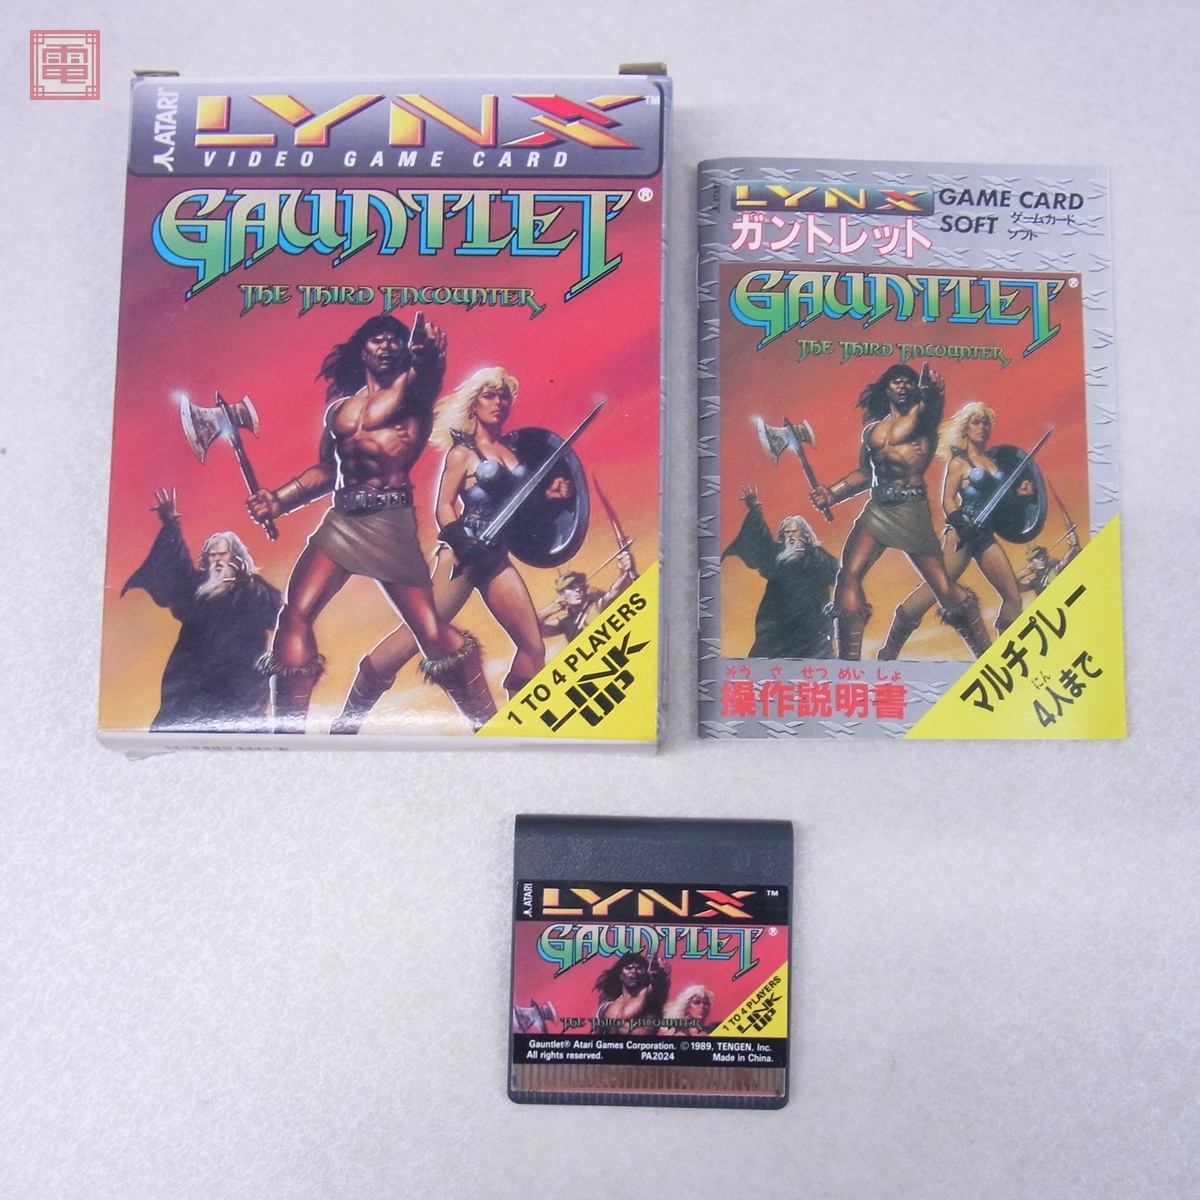 電
ATARI
LYNX™
VIDEO GAME CARD
GAUNTLET®
THE THIRD ENCOUNTER
1 TO 4 PLAYERS
LINK
UP
LYNX
GAME CARD
SOFT
ゲームカード
ソフト
ガントレット
GAUNTLET®
THE THIRD ENCOUNTER
マルチプレー
にん
4人まで
そう さ せつ めい しょ
操作説明書
ATARI
LYNX™
GAUNTLET®
THE THIRD ENCOUNTER
1 TO 4 PLAYERS
LINK
UP
Gauntlet® Atari Games Corporation. ©1989, TENGEN, Inc.
All rights reserved. PA2024 Made in China.